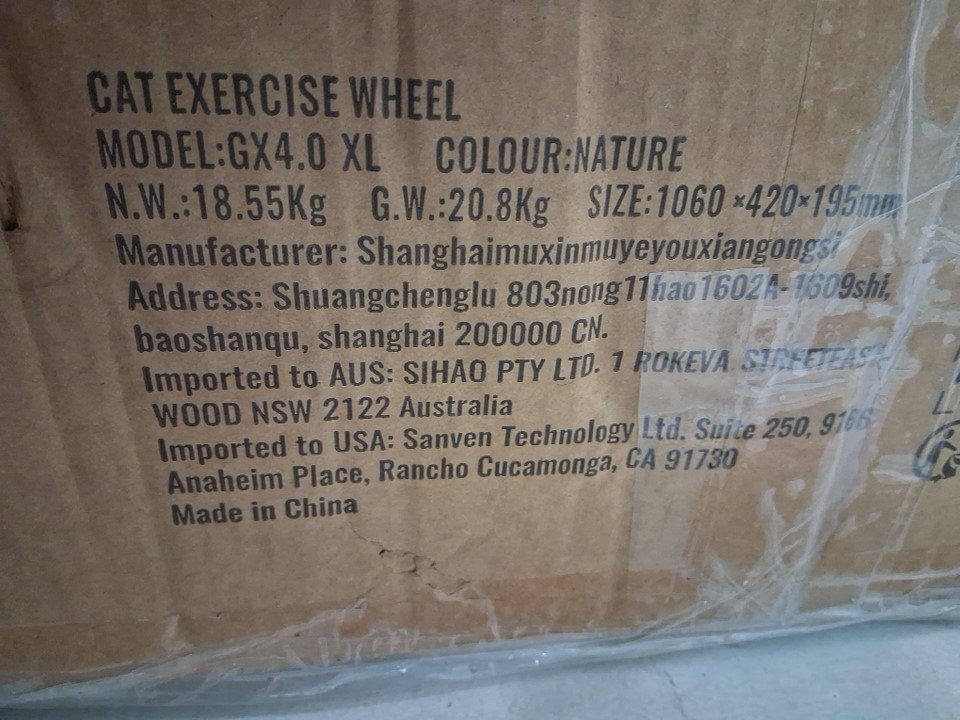 CAT EXERCISE WHEEL
MODEL:GX4.0 XL COLOUR:NATURE
N.W.:18.55Kg G.W.:20.8Kg SIZE:1060×420×195mm
Manufacturer: Shanghaimuxinmuyeyouxiangongsi
Address: Shuangchenglu 803nong11hao1602A-1609shi,
baoshanqu, shanghai 200000 CN.
Imported to AUS: SIHAO PTY LTD. 1 ROKEVA STREETEAST
WOOD NSW 2122 Australia
Imported to USA: Sanven Technology Ltd. Suite 250, 9166
Anaheim Place, Rancho Cucamonga, CA 91730
Made in China